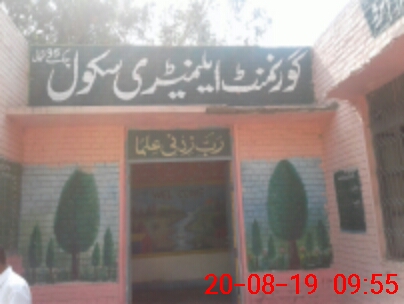 گورنمنٹ ایلیمنٹری سکول
رب زدنی علما
20-08-19 09:55